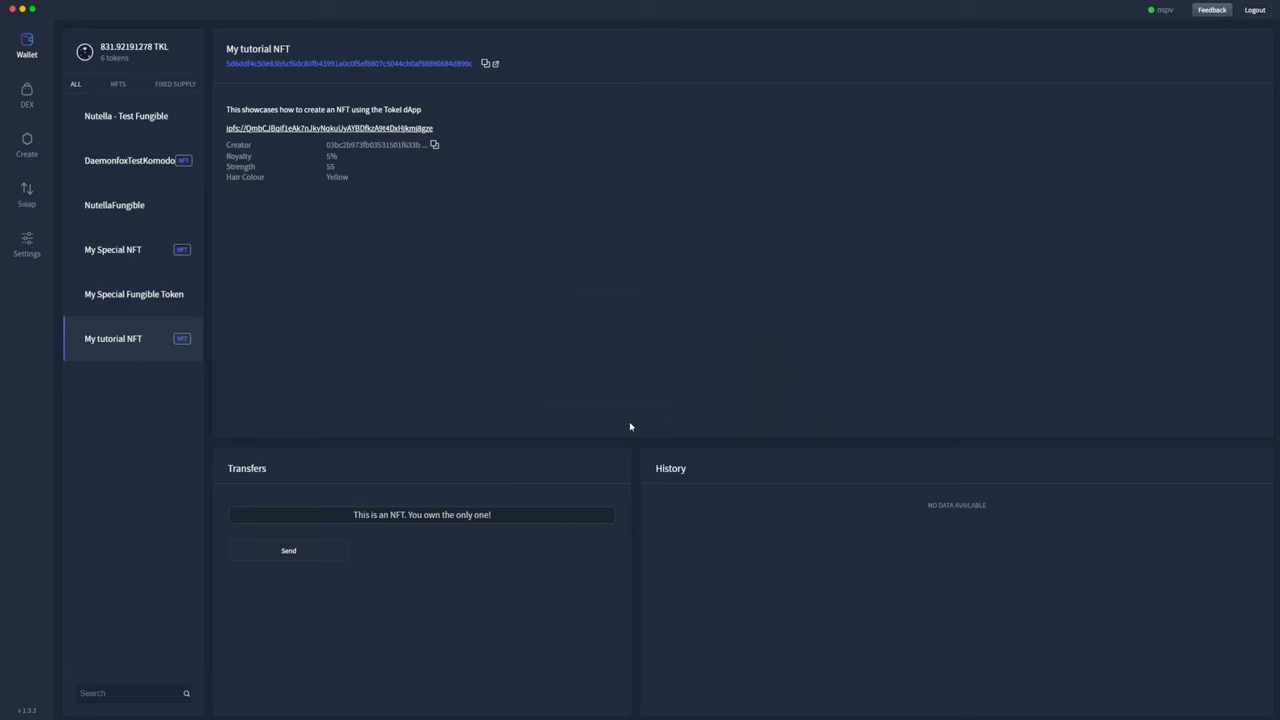 nspv
Feedback
Logout
Wallet
DEX
Create
Swap
Settings
v 1.3.3
831.92191278 TKL
6 tokens
ALL
NFTS
FIXED SUPPLY
Nutella - Test Fungible
DaemonfoxTestKomodo
NFT
NutellaFungible
My Special NFT
NFT
My Special Fungible Token
My tutorial NFT
NFT
Search
My tutorial NFT
This showcases how to create an NFT using the Tokel dApp
Creator
03bc2b973fb03531501f633b ...
Royalty
5%
Strength
55
Hair Colour
Yellow
Transfers
This is an NFT. You own the only one!
Send
History
NO DATA AVAILABLE